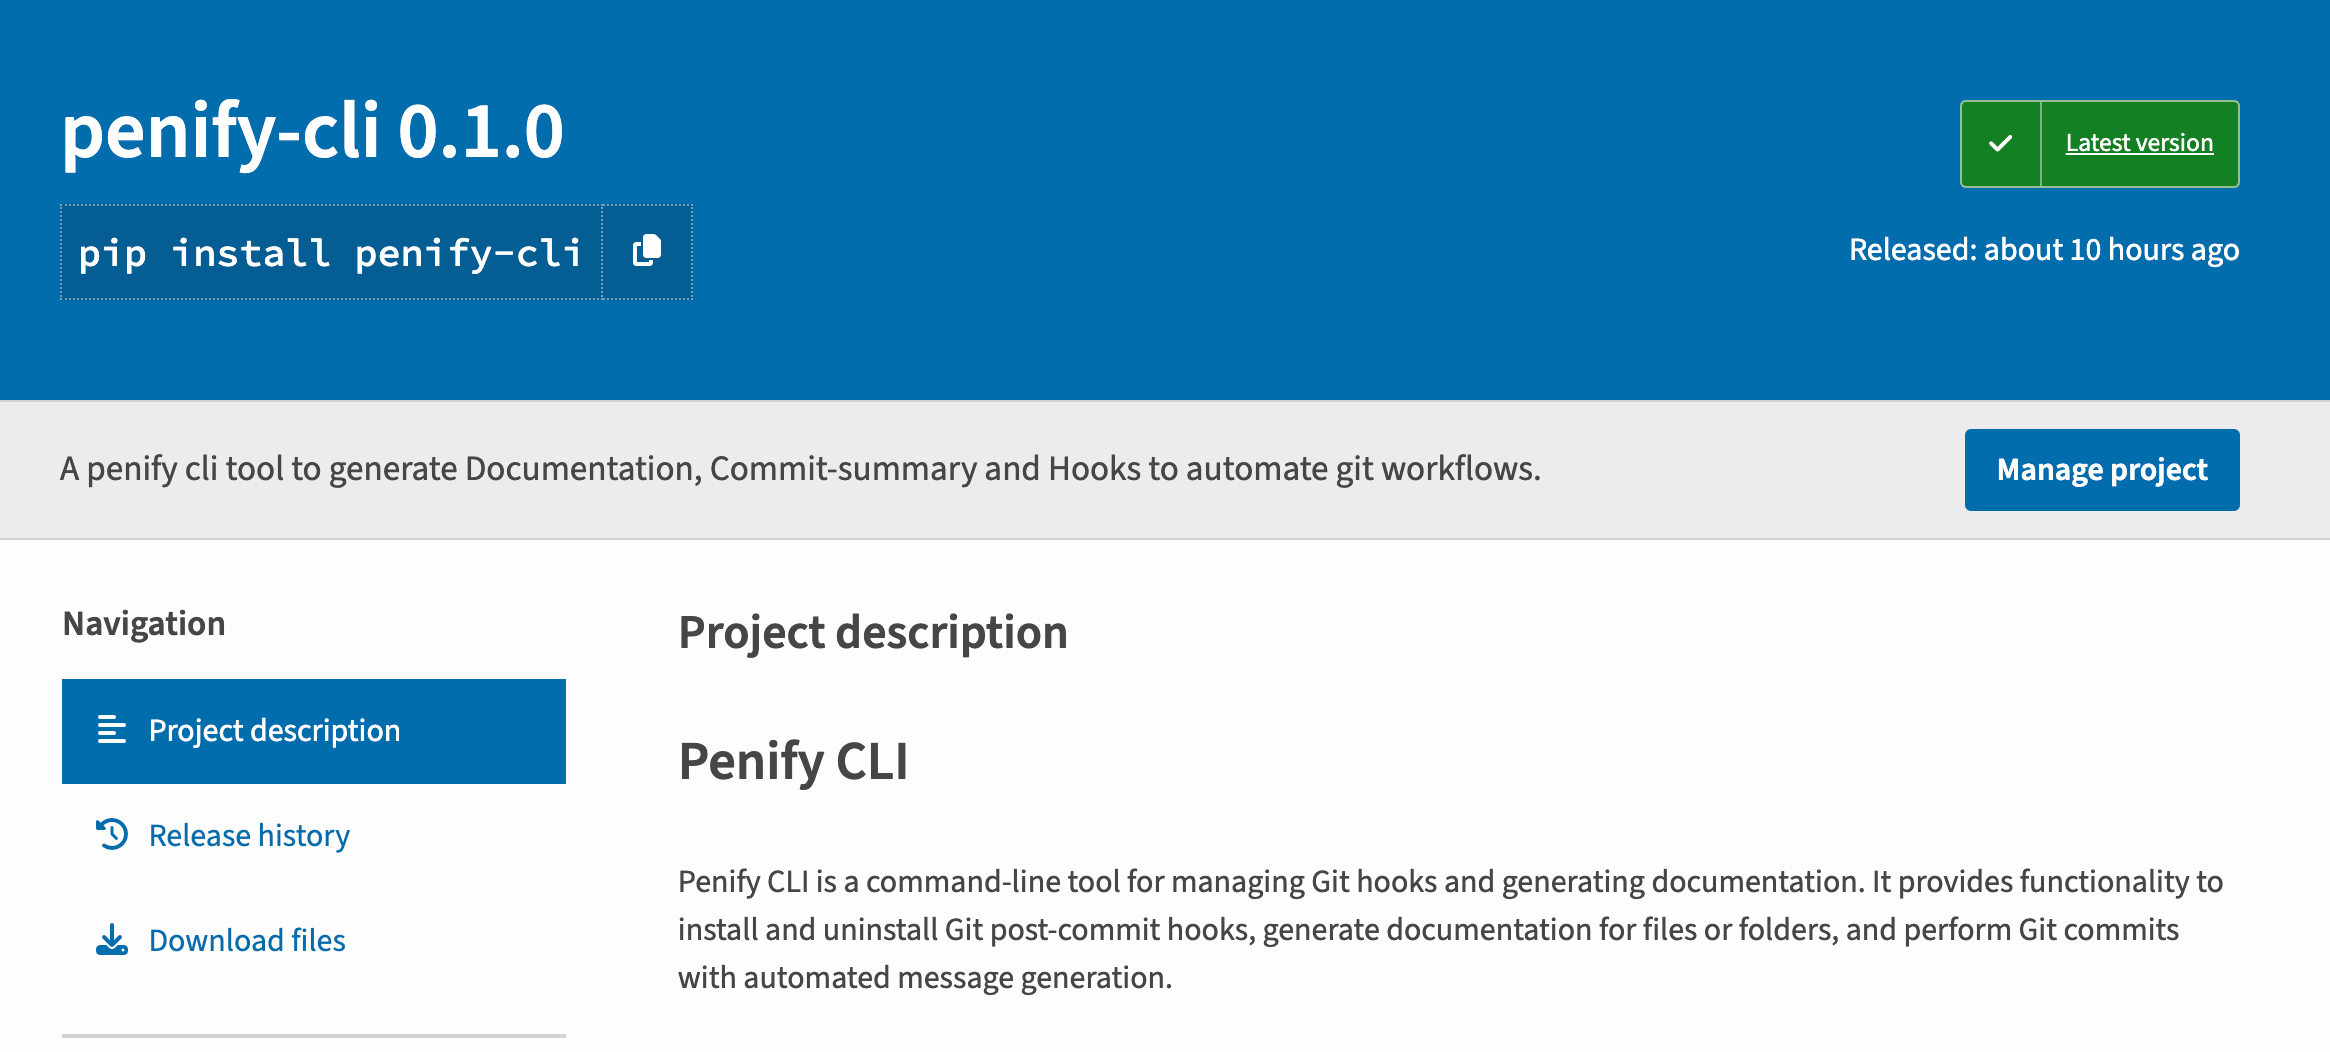 penify-cli 0.1.0
pip install penify-cli
Latest version
Released: about 10 hours ago
A penify cli tool to generate Documentation, Commit-summary and Hooks to automate git workflows.
Manage project
Navigation
Project description
Release history
Download files
Project description
Penify CLI
Penify CLI is a command-line tool for managing Git hooks and generating documentation. It provides functionality to
install and uninstall Git post-commit hooks, generate documentation for files or folders, and perform Git commits
with automated message generation.